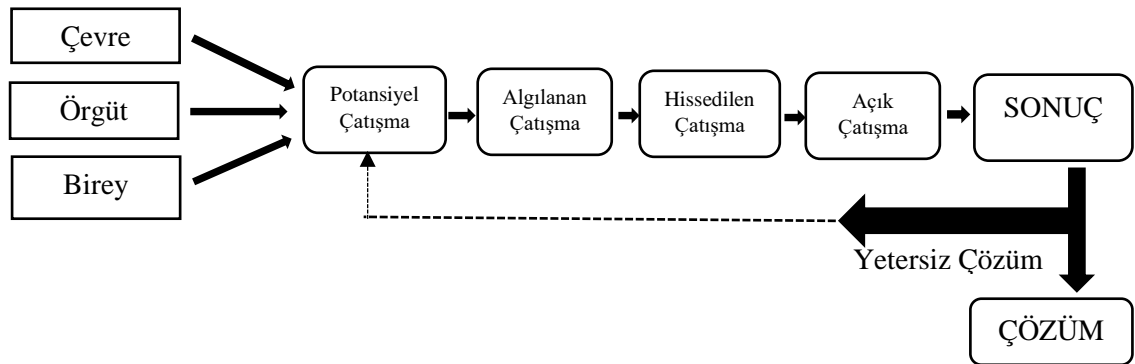 Çevre
Örgüt
Birey
Potansiyel
Çatışma
Algılanan
Çatışma
Hissedilen
Çatışma
Açık
Çatışma
SONUÇ
Yetersiz Çözüm
ÇÖZÜM